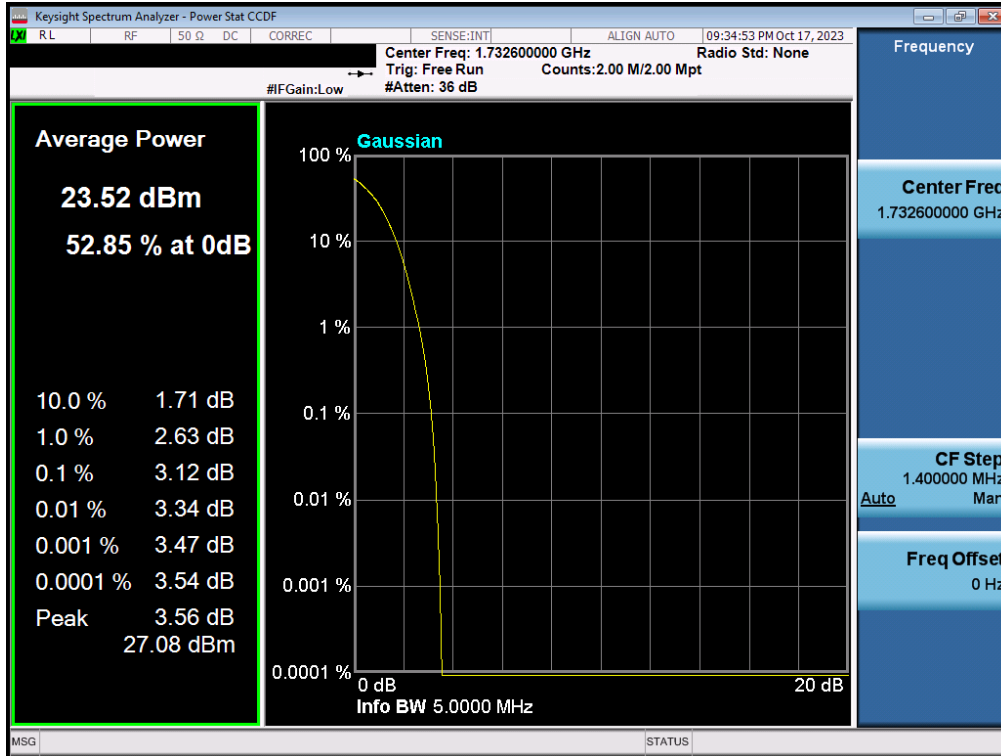 Keysight Spectrum Analyzer - Power Stat CCDF
LXI RL RF 50 Ω DC CORREC SENSE:INT ALIGN AUTO 09:34:53 PM Oct 17, 2023
Center Freq: 1.732600000 GHz Radio Std: None
Trig: Free Run Counts:2.00 M/2.00 Mpt
#IFGain:Low #Atten: 36 dB
Average Power
23.52 dBm
52.85 % at 0dB
10.0 % 1.71 dB
1.0 % 2.63 dB
0.1 % 3.12 dB
0.01 % 3.34 dB
0.001 % 3.47 dB
0.0001 % 3.54 dB
Peak 3.56 dB
27.08 dBm
Gaussian
100 %
10 %
1 %
0.1 %
0.01 %
0.001 %
0.0001 %
0 dB 20 dB
Info BW 5.0000 MHz
Frequency
Center Freq
1.732600000 GHz
CF Step
1.400000 MHz
Auto Man
Freq Offset
0 Hz
MSG STATUS